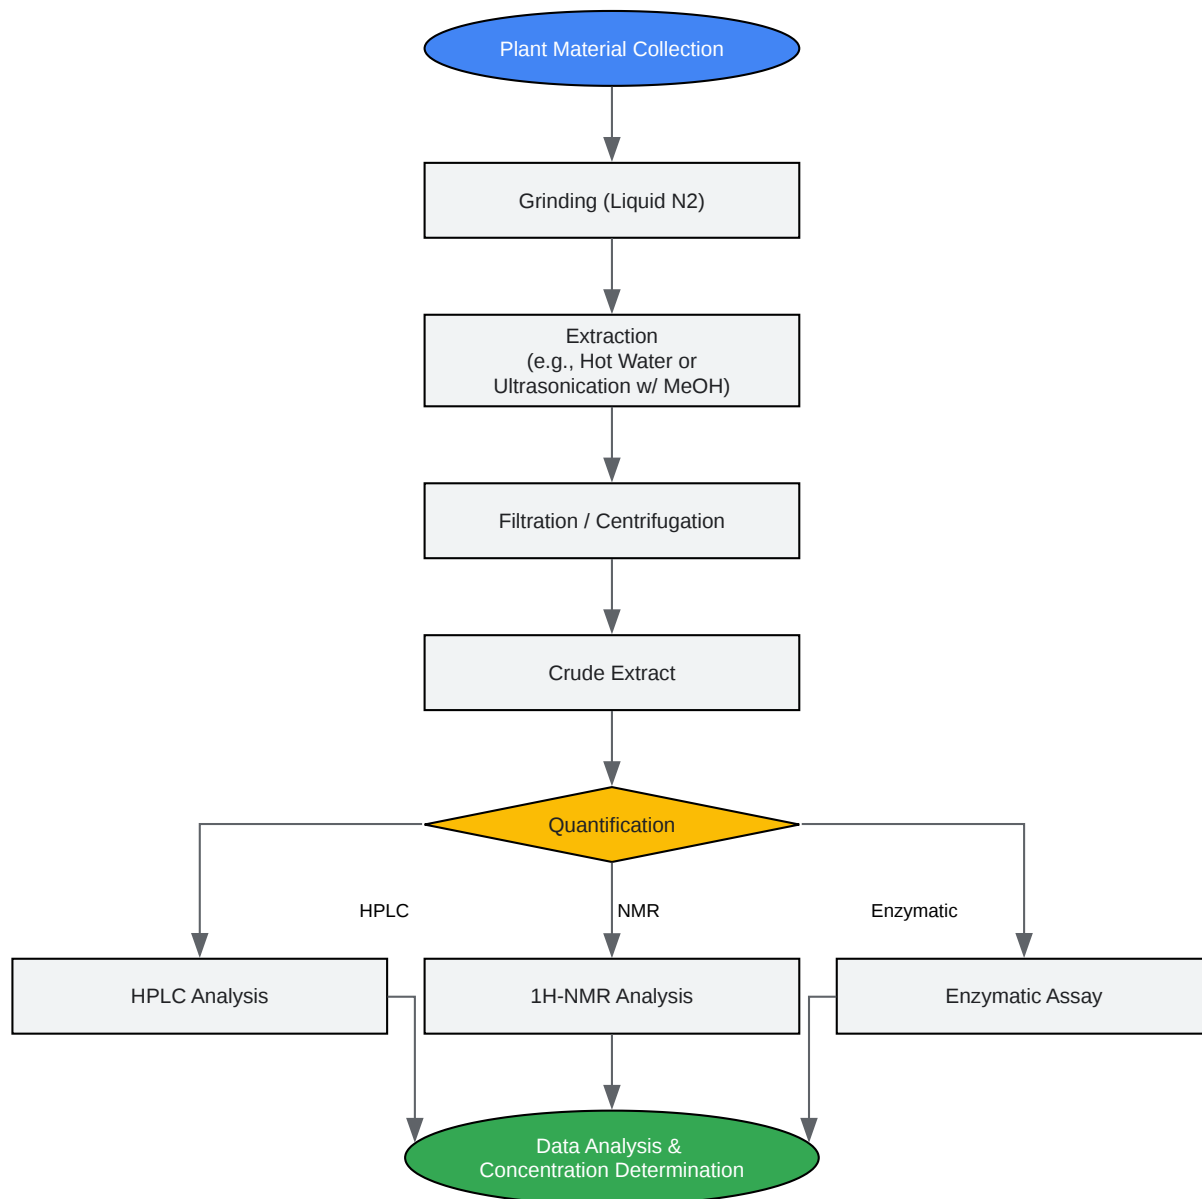 Plant Material Collection
Grinding (Liquid N2)
Extraction
(e.g., Hot Water or
Ultrasonication w/ MeOH)
Filtration / Centrifugation
Crude Extract
Quantification
HPLC
NMR
Enzymatic
HPLC Analysis
1H-NMR Analysis
Enzymatic Assay
Data Analysis &
Concentration Determination